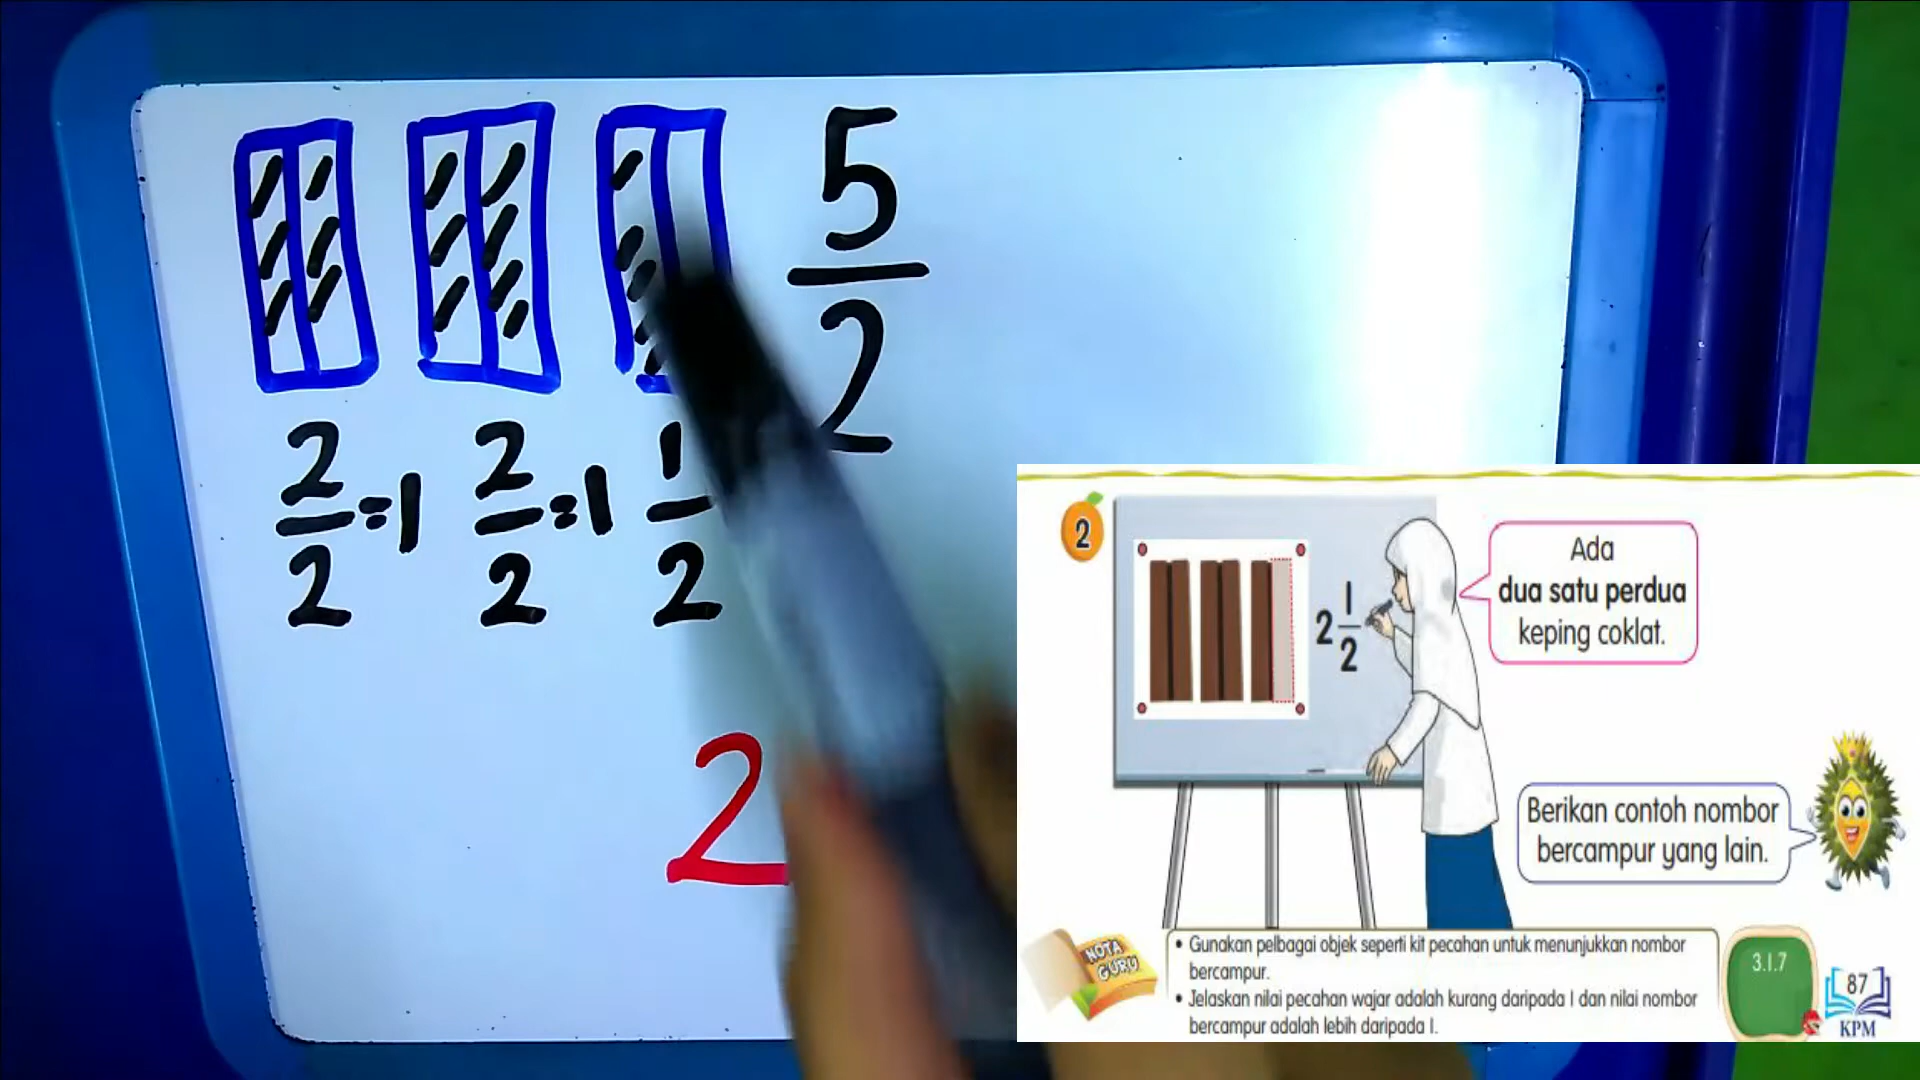 5
2
2
2
=1
2
2
=1
1
2
2
2
2 1
2
Ada
dua satu perdua
keping coklat.
Berikan contoh nombor
bercampur yang lain.
NOTA
GURU
• Gunakan pelbagai objek seperti kit pecahan untuk menunjukkan nombor
bercampur.
• Jelaskan nilai pecahan wajar adalah kurang daripada 1 dan nilai nombor
bercampur adalah lebih daripada 1.
3.1.7
87
KPM